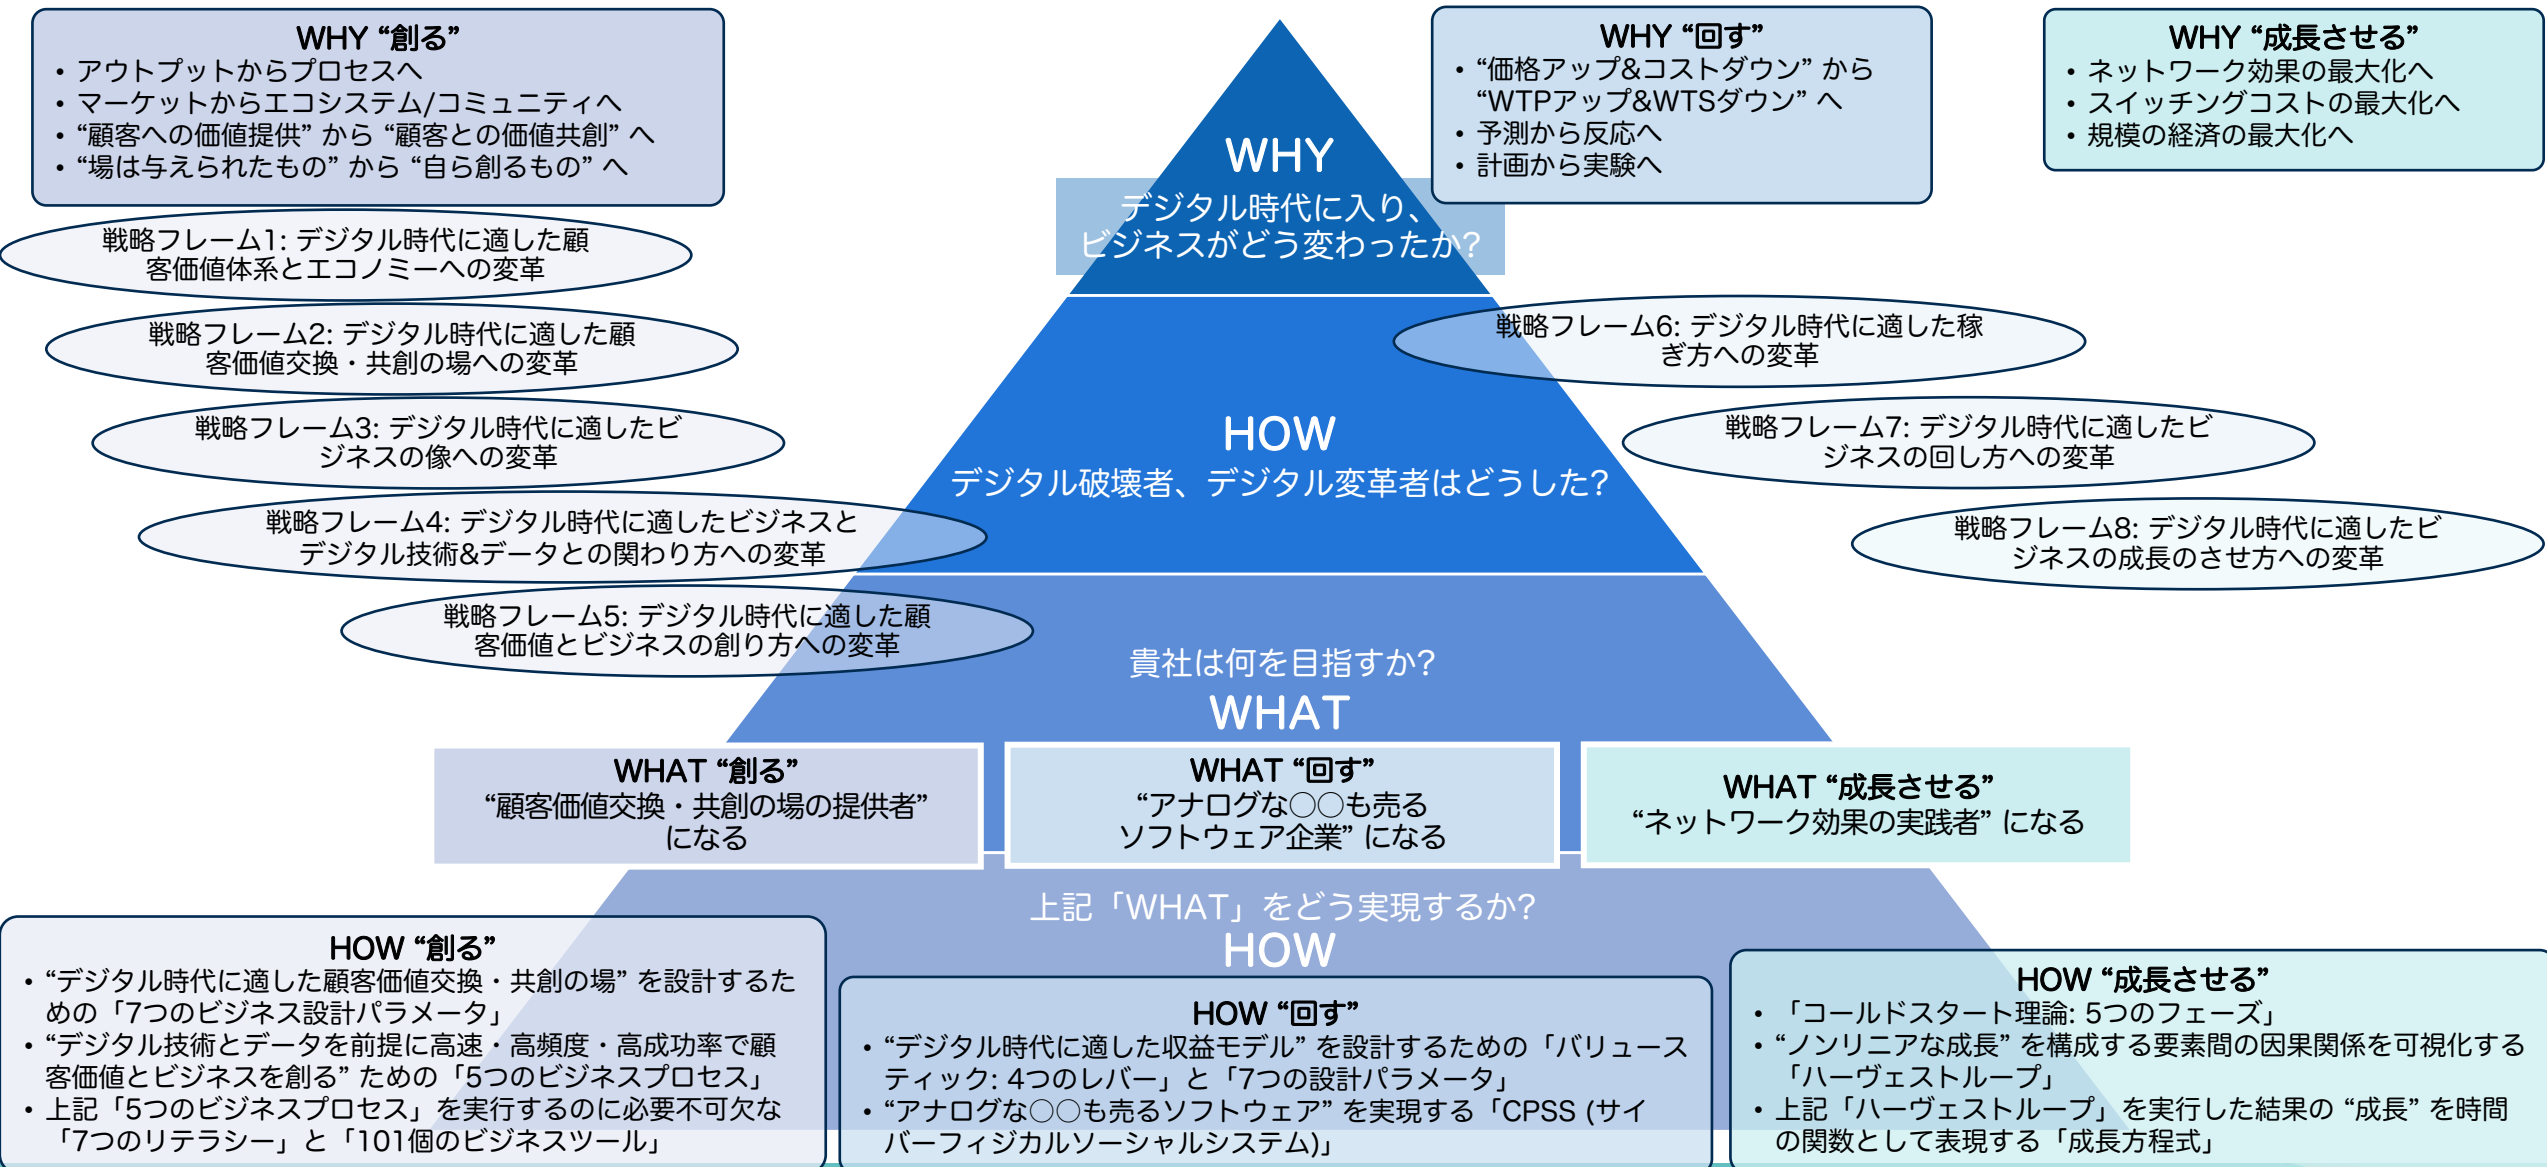 WHY “創る”
• アウトプットからプロセスへ
• マーケットからエコシステム/コミュニティへ
• “顧客への価値提供” から “顧客との価値共創” へ
• “場は与えられたもの” から “自ら創るもの” へ
WHY “回す”
• “価格アップ&コストダウン” から
“WTPアップ&WTSダウン” へ
• 予測から反応へ
• 計画から実験へ
WHY “成長させる”
• ネットワーク効果の最大化へ
• スイッチングコストの最大化へ
• 規模の経済の最大化へ
WHY
デジタル時代に入り、
ビジネスがどう変わったか?
戦略フレーム1: デジタル時代に適した顧
客価値体系とエコノミーへの変革
戦略フレーム2: デジタル時代に適した顧
客価値交換・共創の場への変革
戦略フレーム3: デジタル時代に適したビ
ジネスの像への変革
戦略フレーム4: デジタル時代に適したビジネスと
デジタル技術&データとの関わり方への変革
戦略フレーム5: デジタル時代に適した顧
客価値とビジネスの創り方への変革
戦略フレーム6: デジタル時代に適した稼
ぎ方への変革
戦略フレーム7: デジタル時代に適したビ
ジネスの回し方への変革
戦略フレーム8: デジタル時代に適したビ
ジネスの成長のさせ方への変革
HOW
デジタル破壊者、デジタル変革者はどうした?
貴社は何を目指すか?
WHAT
WHAT “創る”
“顧客価値交換・共創の場の提供者”
になる
WHAT “回す”
“アナログな○○も売る
ソフトウェア企業” になる
WHAT “成長させる”
“ネットワーク効果の実践者” になる
上記「WHAT」をどう実現するか?
HOW
HOW “創る”
• “デジタル時代に適した顧客価値交換・共創の場” を設計するた
めの「7つのビジネス設計パラメータ」
• “デジタル技術とデータを前提に高速・高頻度・高成功率で顧
客価値とビジネスを創る” ための「5つのビジネスプロセス」
• 上記「5つのビジネスプロセス」を実行するのに必要不可欠な
「7つのリテラシー」と「101個のビジネスツール」
HOW “回す”
• “デジタル時代に適した収益モデル” を設計するための「バリュース
ティック: 4つのレバー」と「7つの設計パラメータ」
• “アナログな○○も売るソフトウェア” を実現する「CPSS (サイ
バーフィジカルソーシャルシステム)」
HOW “成長させる”
• 「コールドスタート理論: 5つのフェーズ」
• “ノンリニアな成長” を構成する要素間の因果関係を可視化する
「ハーヴェストループ」
• 上記「ハーヴェストループ」を実行した結果の “成長” を時間
の関数として表現する「成長方程式」